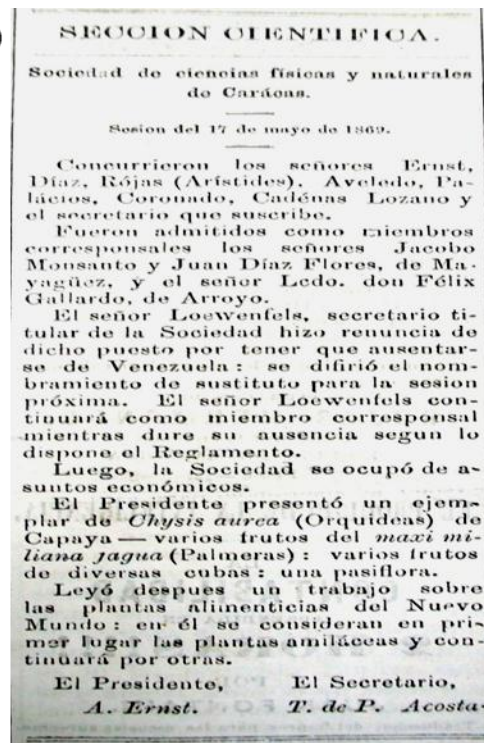 SECCION CIENTIFICA.
Sociedad de ciencias físicas y naturales
de Carácas.
Sesion del 17 de mayo de 1869.
Concurrieron los señores Ernst,
Díaz, Rójas (Arístides), Aveledo, Pa-
lácios, Coronado, Cadénas Lozano y
el secretario que suscribe.
Fueron admitidos como miembros
corresponsales los señores Jacobo
Monsanto y Juan Díaz Flores, de Ma-
yagüez, y el señor Lcdo. don Félix
Gallardo, de Arroyo.
El señor Loewenfels, secretario ti-
tular de la Sociedad hizo renuncia de
dicho puesto por tener que ausentar-
se de Venezuela : se difirió el nom-
bramiento de sustituto para la sesion
próxima. El señor Loewenfels con-
tinuará como miembro corresponsal
mientras dure su ausencia segun lo
dispone el Reglamento.
Luego, la Sociedad se ocupó de a-
suntos económicos.
El Presidente presentó un ejem-
plar de Chysis aurea (Orquídeas) de
Capaya — varios frutos del maxi mi-
liana jagua (Palmeras) : varios frutos
de diversas cubas : una pasiflora.
Leyó despues un trabajo sobre
las plantas alimenticias del Nuevo
Mundo : en él se consideran en pri-
mer lugar las plantas amiláceas y con-
tinuará por otras.
El Presidente, El Secretario,
A. Ernst. T. de P. Acosta.